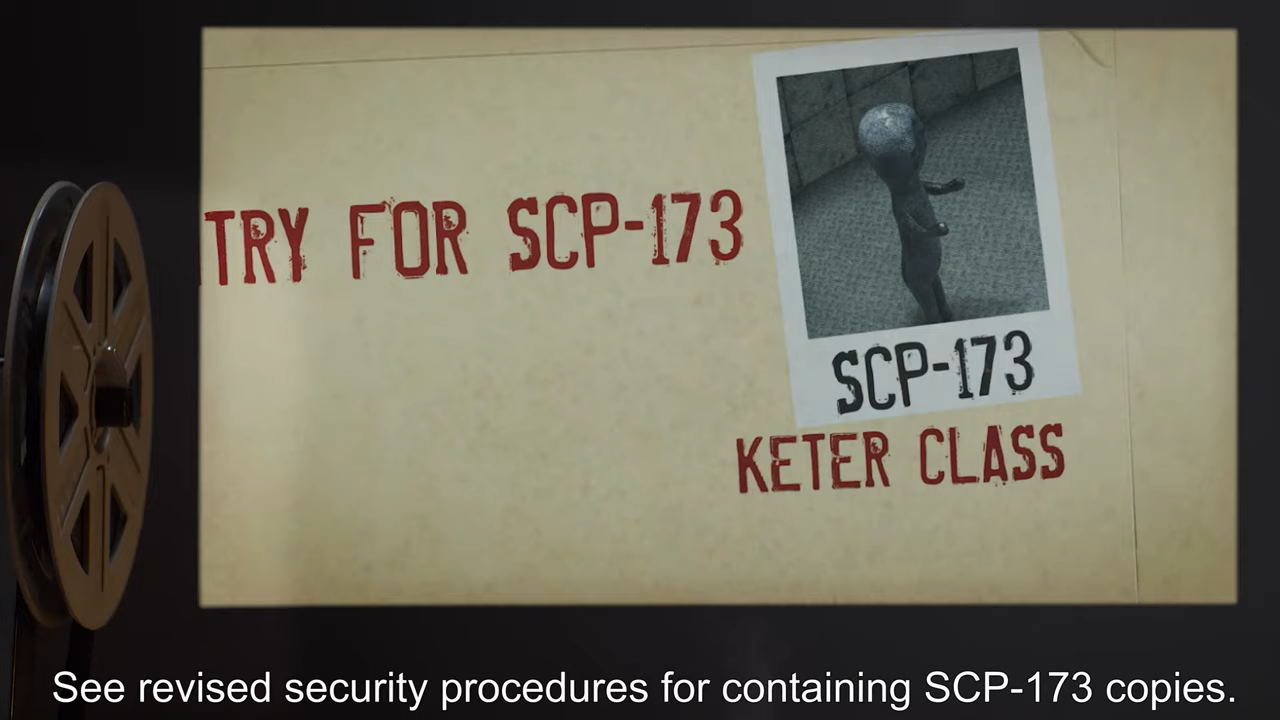 TRY FOR SCP-173
SCP-173
KETER CLASS
See revised security procedures for containing SCP-173 copies.